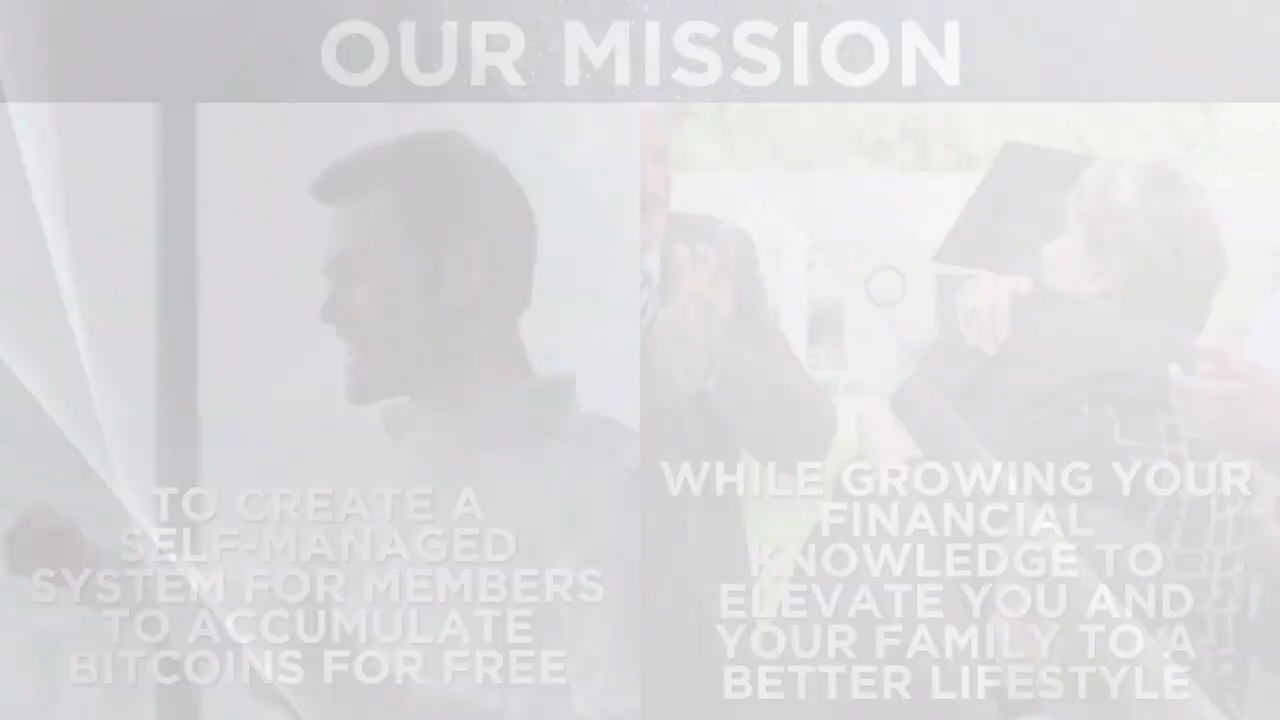 OUR MISSION
TO CREATE A
SELF-MANAGED
SYSTEM FOR MEMBERS
TO ACCUMULATE
BITCOINS FOR FREE
WHILE GROWING YOUR
FINANCIAL
KNOWLEDGE TO
ELEVATE YOU AND
YOUR FAMILY TO A
BETTER LIFESTYLE